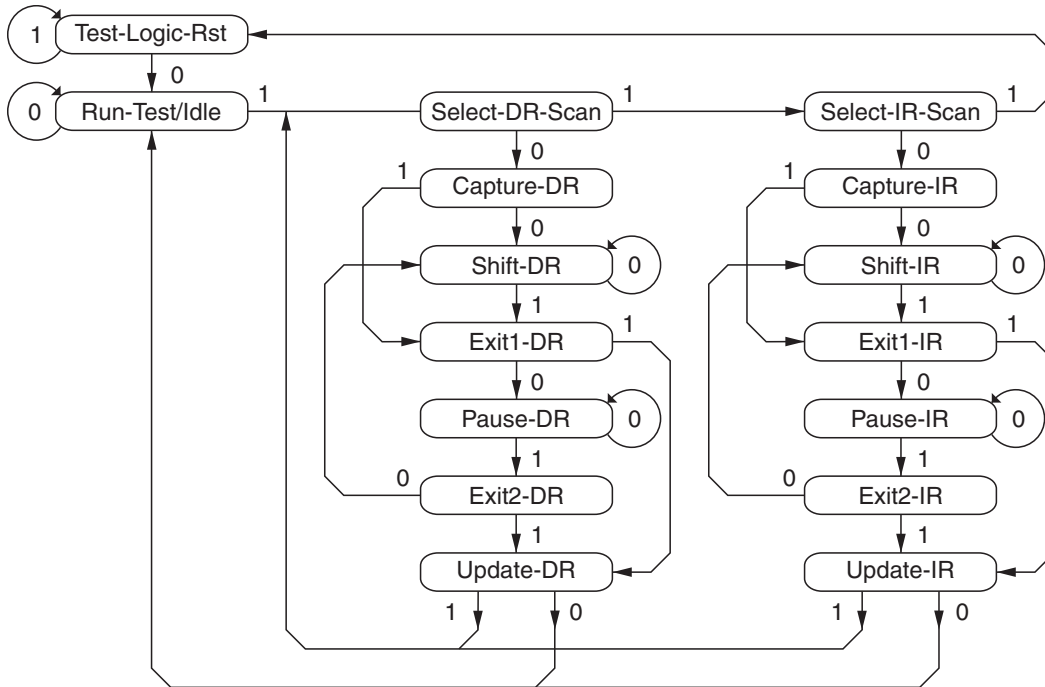 1 Test-Logic-Rst
0
0 Run-Test/Idle 1 Select-DR-Scan 1 Select-IR-Scan 1
0 0
1 Capture-DR 1 Capture-IR
0 0
Shift-DR 0 Shift-IR 0
1 1
Exit1-DR 1 Exit1-IR 1
0 0
Pause-DR 0 Pause-IR 0
1 1
0 Exit2-DR 0 Exit2-IR
1 1
Update-DR Update-IR
1 0 1 0